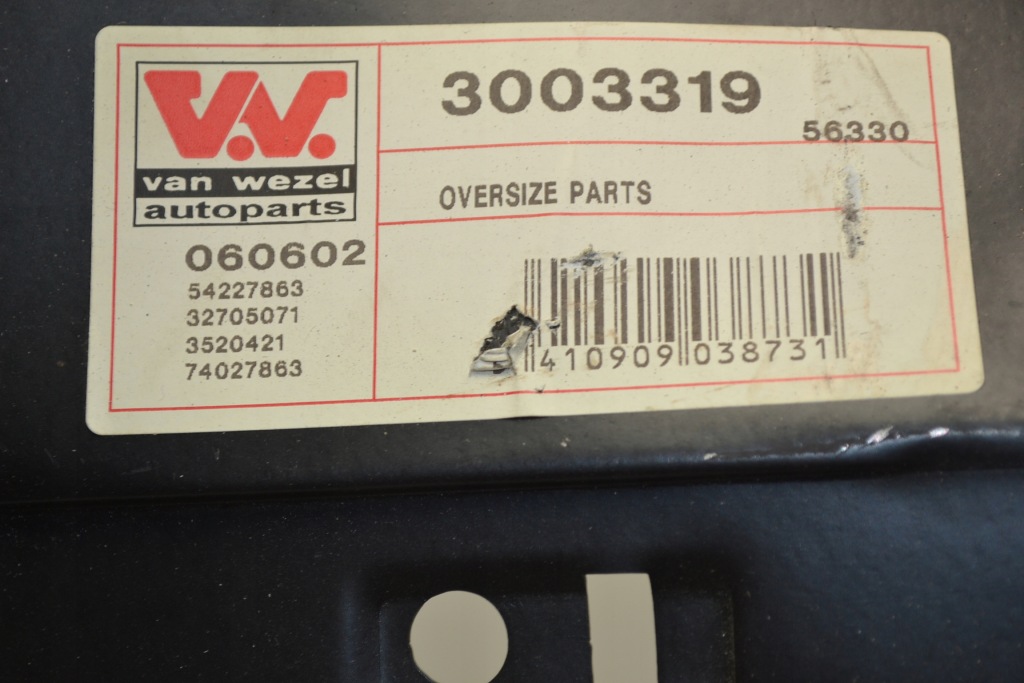 V.V.
van wezel
autoparts
060602
54227863
32705071
3520421
74027863
3003319
56330
OVERSIZE PARTS
410909 038731